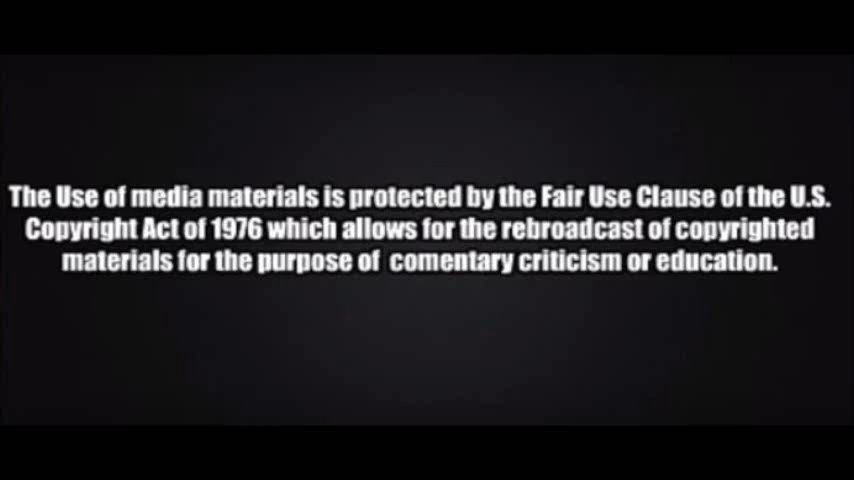 The Use of media materials is protected by the Fair Use Clause of the U.S.
Copyright Act of 1976 which allows for the rebroadcast of copyrighted
materials for the purpose of comentary criticism or education.